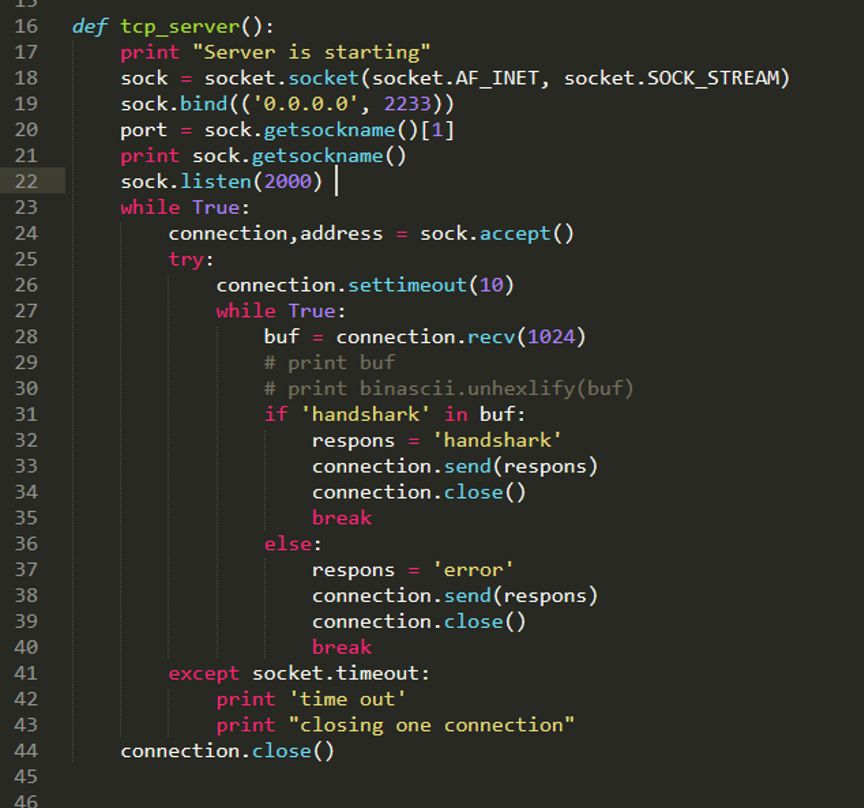 15
16 def tcp_server():
17     print "Server is starting"
18     sock = socket.socket(socket.AF_INET, socket.SOCK_STREAM)
19     sock.bind(('0.0.0.0', 2233))
20     port = sock.getsockname()[1]
21     print sock.getsockname()
22     sock.listen(2000)
23     while True:
24         connection,address = sock.accept()
25         try:
26             connection.settimeout(10)
27             while True:
28                 buf = connection.recv(1024)
29                 # print buf
30                 # print binascii.unhexlify(buf)
31                 if 'handshark' in buf:
32                     respons = 'handshark'
33                     connection.send(respons)
34                     connection.close()
35                     break
36                 else:
37                     respons = 'error'
38                     connection.send(respons)
39                     connection.close()
40                     break
41         except socket.timeout:
42             print 'time out'
43             print "closing one connection"
44     connection.close()
45
46